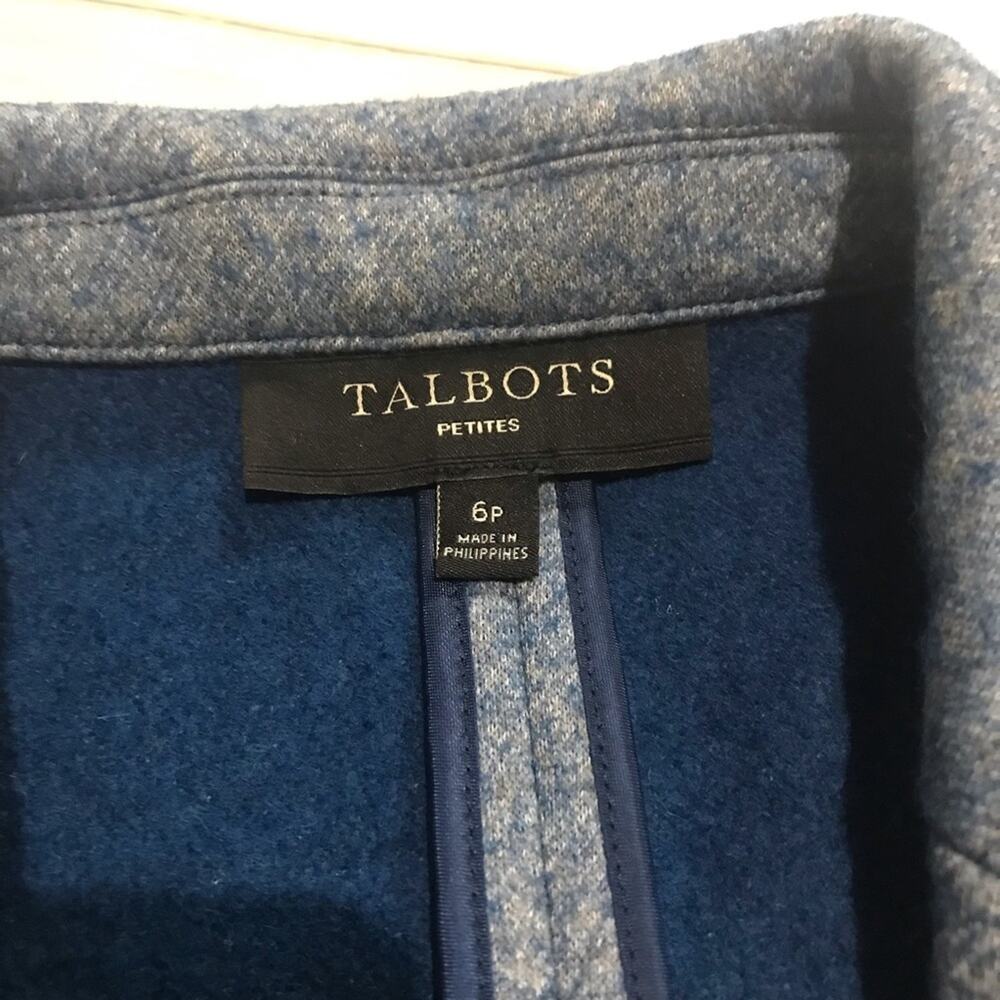 TALBOTS
PETITES
6P
MADE IN
PHILIPPINES